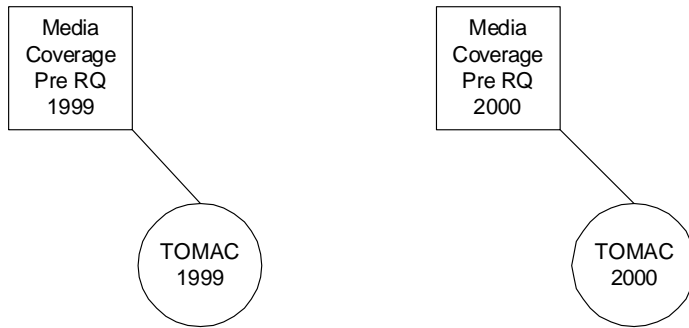 Media
Coverage
Pre RQ
1999
Media
Coverage
Pre RQ
2000
TOMAC
1999
TOMAC
2000